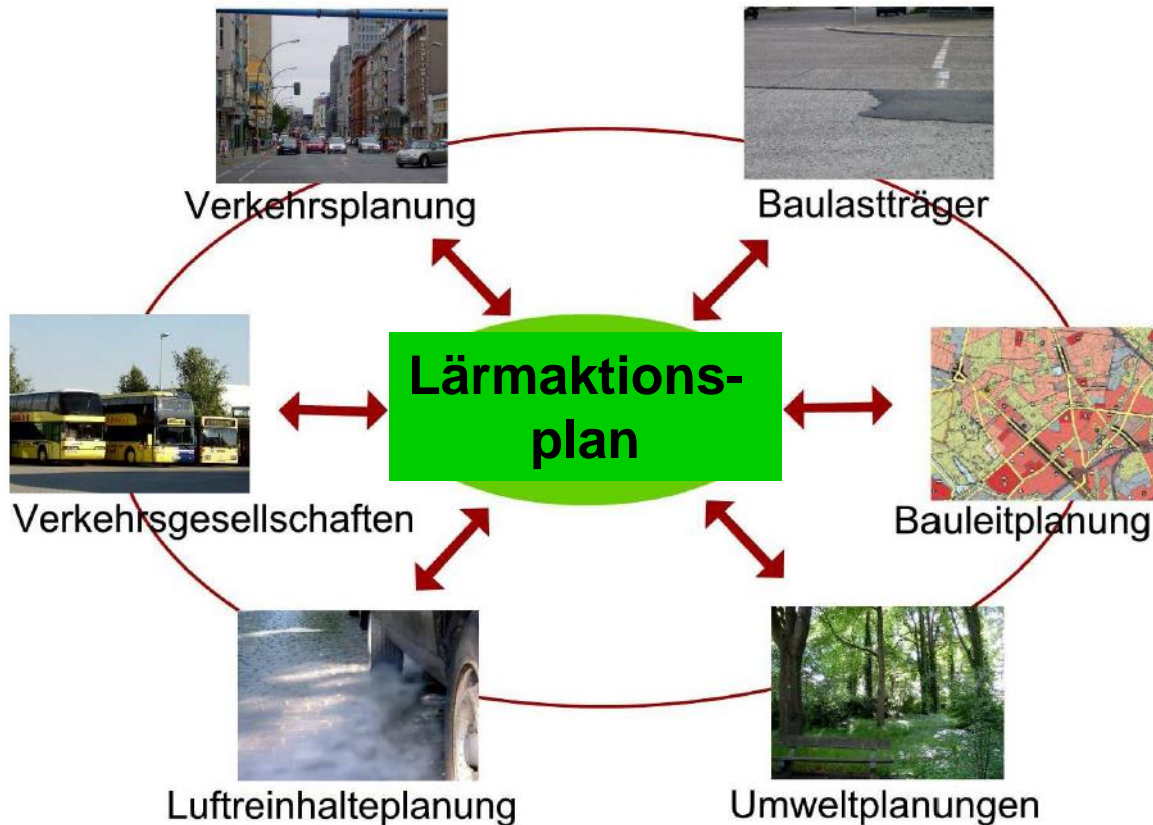 Verkehrsplanung
Baulastträger
Lärmaktions-
plan
Verkehrsgesellschaften
Bauleitplanung
Luftreinhalteplanung
Umweltplanungen